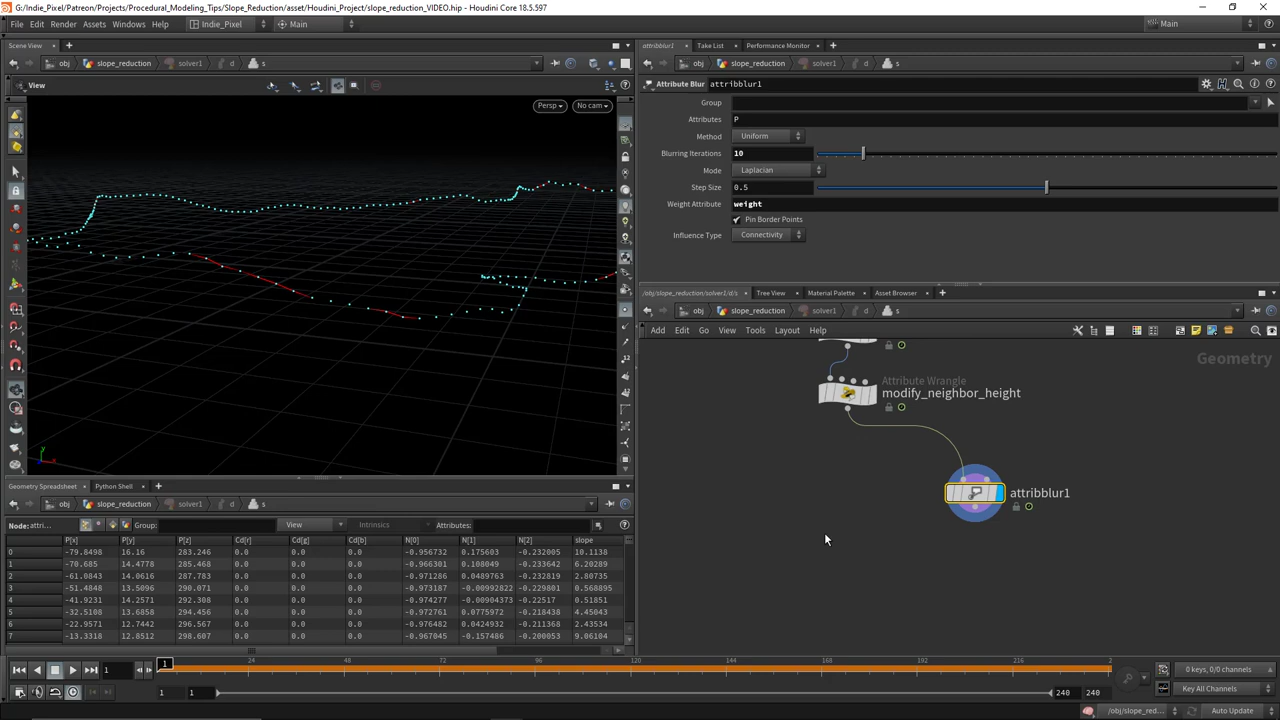 G:/Indie_Pixel/Patreon/Projects/Procedural_Modeling_Tips/Slope_Reduction/asset/Houdini_Project/slope_reduction_VIDEO.hip - Houdini Core 18.5.597
File Edit Render Assets Windows Help Indie_Pixel Main Main
Scene View
obj slope_reduction solver1 d s
View
Persp No cam
Geometry Spreadsheet Python Shell
obj slope_reduction solver1 d s
Node: attri... Group: View Intrinsics Attributes:
P[x] P[y] P[z] Cd[r] Cd[g] Cd[b] N[0] N[1] N[2] slope
0 -79.8498 16.16 283.246 0.0 0.0 0.0 -0.956732 0.175603 -0.232005 10.1138
1 -70.685 14.4778 285.468 0.0 0.0 0.0 -0.966301 0.108049 -0.233642 6.20289
2 -61.0843 14.0616 287.783 0.0 0.0 0.0 -0.971286 0.0489763 -0.232819 2.80735
3 -51.4848 13.5096 290.071 0.0 0.0 0.0 -0.973187 -0.00992822 -0.229801 0.568895
4 -41.9231 14.2571 292.308 0.0 0.0 0.0 -0.974277 -0.00904373 -0.22517 0.51851
5 -32.5108 13.6858 294.456 0.0 0.0 0.0 -0.972761 0.0775972 -0.218438 4.45043
6 -22.9571 12.7442 296.567 0.0 0.0 0.0 -0.976482 0.0424932 -0.211368 2.43534
7 -13.3318 12.8512 298.607 0.0 0.0 0.0 -0.967045 -0.157486 -0.200053 9.06104
attribblur1 Take List Performance Monitor
obj slope_reduction solver1 d s
Attribute Blur attribblur1
Group
Attributes P
Method Uniform
Blurring Iterations 10
Mode Laplacian
Step Size 0.5
Weight Attribute weight
Pin Border Points
Influence Type Connectivity
/obj/slope_reduction/solver1/d/s Tree View Material Palette Asset Browser
obj slope_reduction solver1 d s
Add Edit Go View Tools Layout Help
Geometry
Attribute Wrangle
modify_neighbor_height
attribblur1
1 1 24 48 72 96 120 144 168 192 216 2
0 keys, 0/0 channels
1 1 240 240 Key All Channels
/obj/slope_red... Auto Update